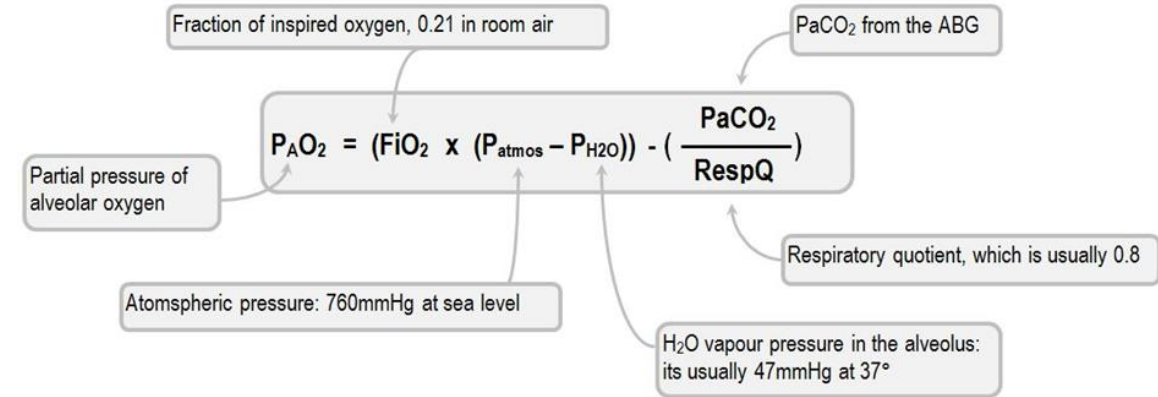 Fraction of inspired oxygen, 0.21 in room air
PaCO₂ from the ABG
PAO₂ = (FiO₂ x (Patmos – PH2O)) - ( PaCO₂ / RespQ )
Partial pressure of
alveolar oxygen
Respiratory quotient, which is usually 0.8
Atomspheric pressure: 760mmHg at sea level
H₂O vapour pressure in the alveolus:
its usually 47mmHg at 37°